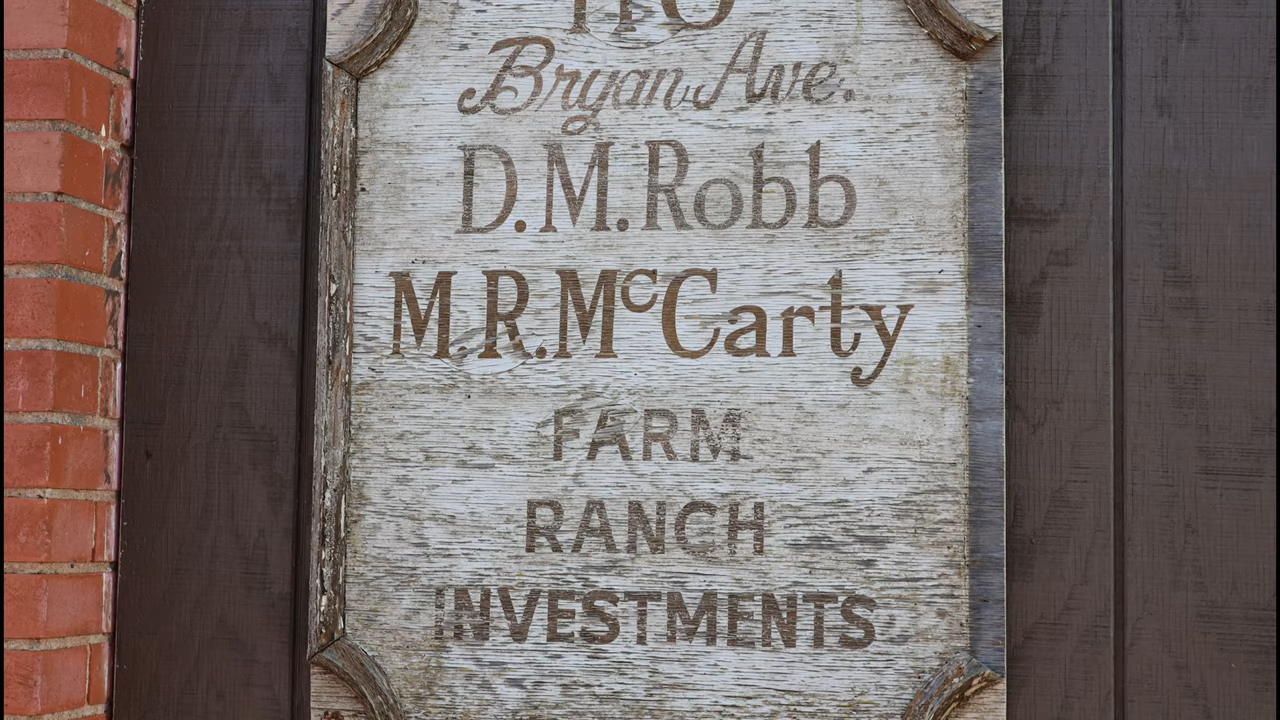 Bryan Ave.
D.M. Robb
M.R. McCarty
FARM
RANCH
INVESTMENTS